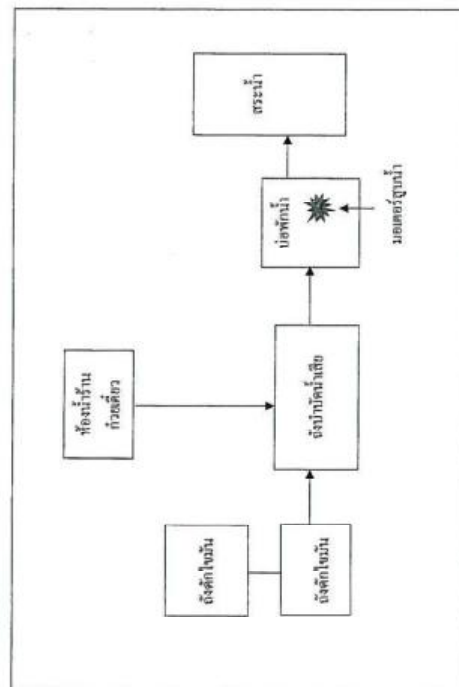 ถังดักไขมัน
ถังดักไขมัน
ห้องน้ำร้าน
ก๋วยเตี๋ยว
ถังบำบัดน้ำเสีย
บ่อพักน้ำ
มอเตอร์สูบน้ำ
สระน้ำ